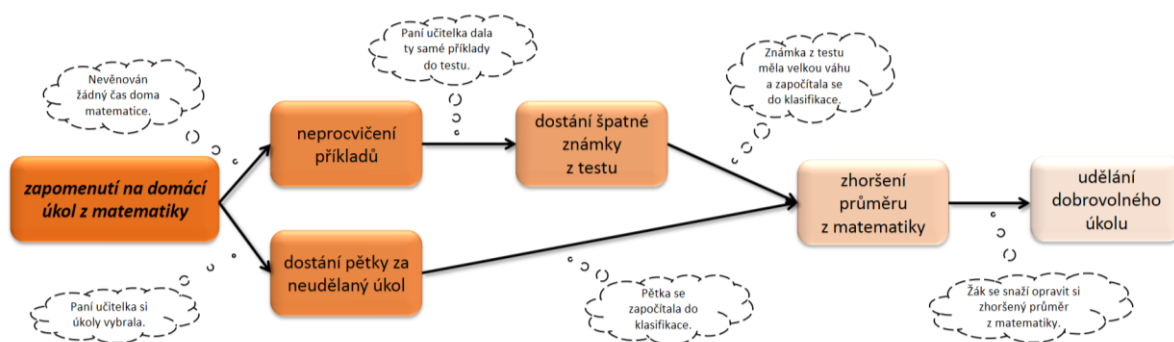 Paní učitelka dala
ty samé příklady
do testu.
Známka z testu
měla velkou váhu
a započítala se
do klasifikace.
Nevěnován
žádný čas doma
matematice.
neprocvičení
příkladů
dostání špatné
známky
z testu
zapomenutí na domácí
úkol z matematiky
zhoršení
průměru
z matematiky
udělání
dobrovolného
úkolu
dostání pětky za
neudělaný úkol
Paní učitelka si
úkoly vybrala.
Pětka se
započítala do
klasifikace.
Žák se snaží opravit si
zhoršený průměr
z matematiky.